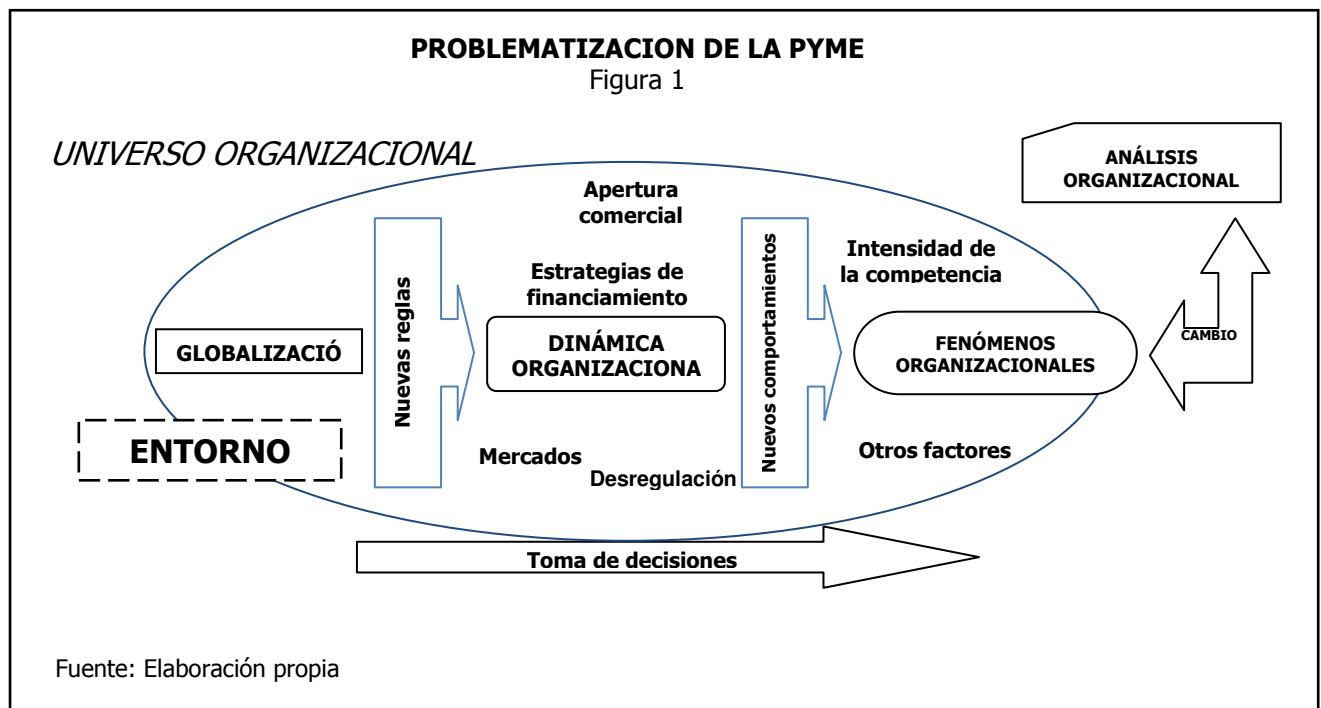 PROBLEMATIZACION DE LA PYME
Figura 1
UNIVERSO ORGANIZACIONAL
ANÁLISIS
ORGANIZACIONAL
Apertura
comercial
Intensidad de
la competencia
Estrategias de
financiamiento
GLOBALIZACIÓ
Nuevas reglas
DINÁMICA
ORGANIZACIONA
Nuevos comportamientos
FENÓMENOS
ORGANIZACIONALES
CAMBIO
ENTORNO
Mercados
Desregulación
Otros factores
Toma de decisiones
Fuente: Elaboración propia